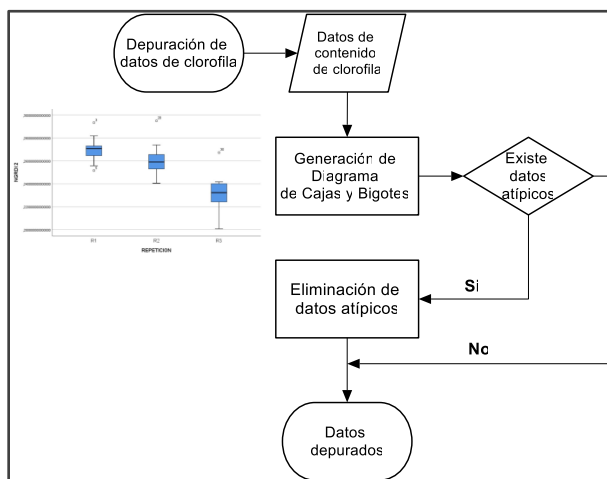 Depuración de
datos de clorofila
Datos de
contenido
de clorofila
Generación de
Diagrama
de Cajas y Bigotes
Existe
datos
atípicos
R1
R2
R3
REPETICION
Eliminación de
datos atípicos
Si
No
Datos
depurados